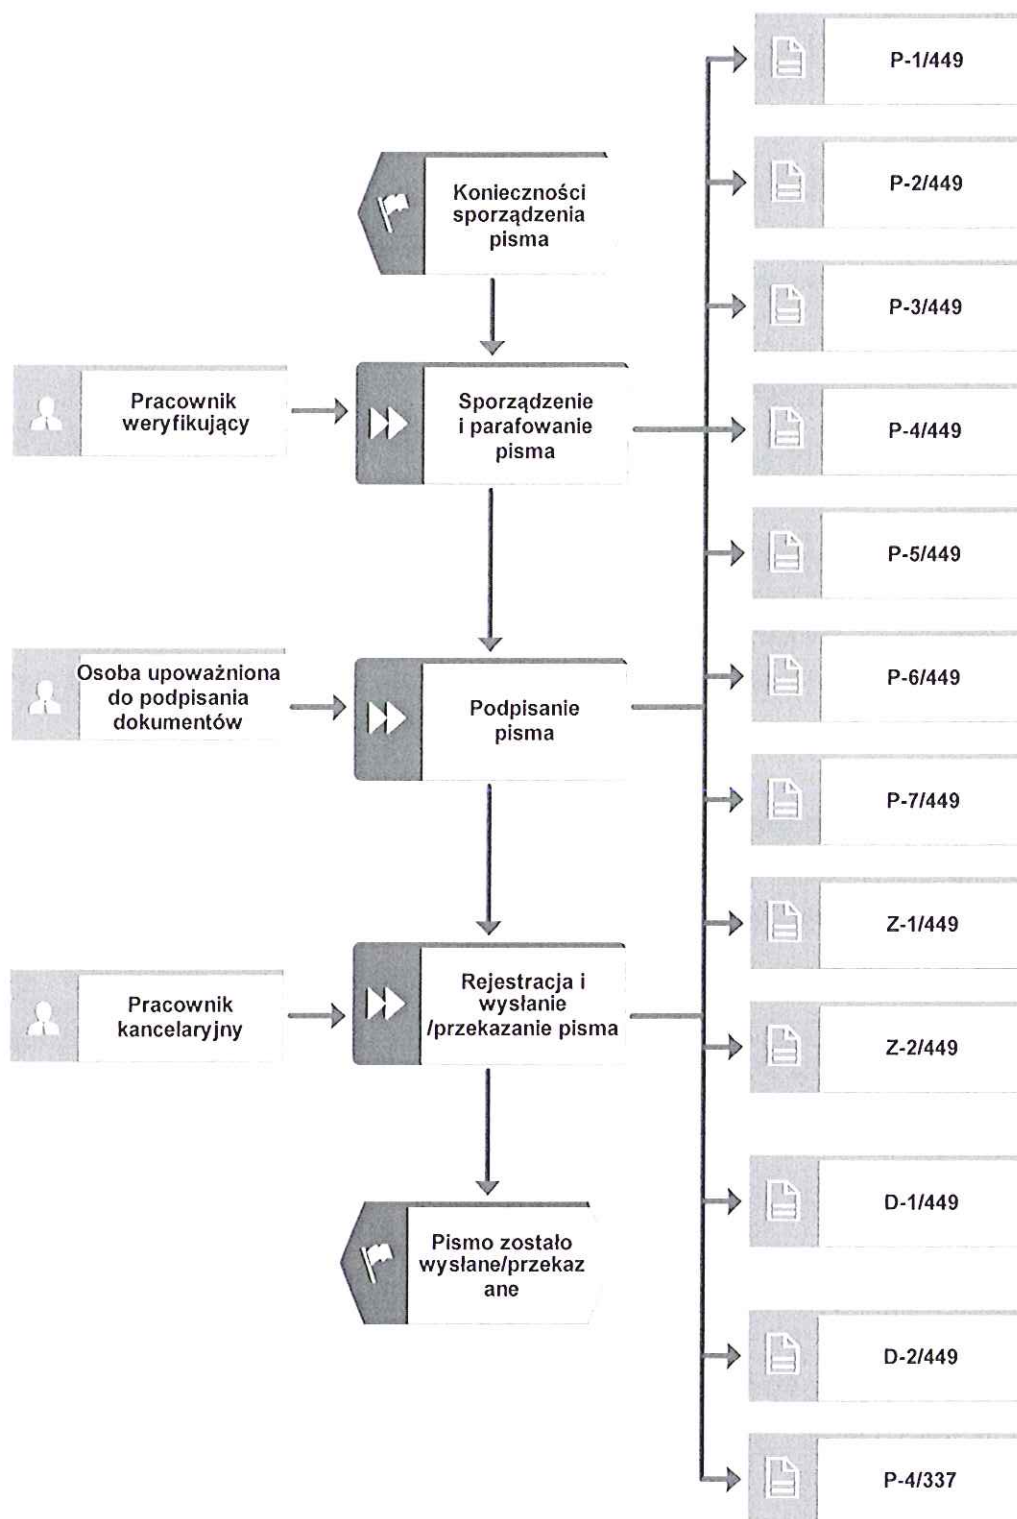 P-1/449
P-2/449
Konieczności
sporządzenia
pisma
P-3/449
Pracownik
weryfikujący
Sporządzenie
i parafowanie
pisma
P-4/449
P-5/449
Osoba upoważniona
do podpisania
dokumentów
Podpisanie
pisma
P-6/449
P-7/449
Z-1/449
Pracownik
kancelaryjny
Rejestracja i
wysłanie
/przekazanie pisma
Z-2/449
D-1/449
Pismo zostało
wysłane/przekaz
ane
D-2/449
P-4/337